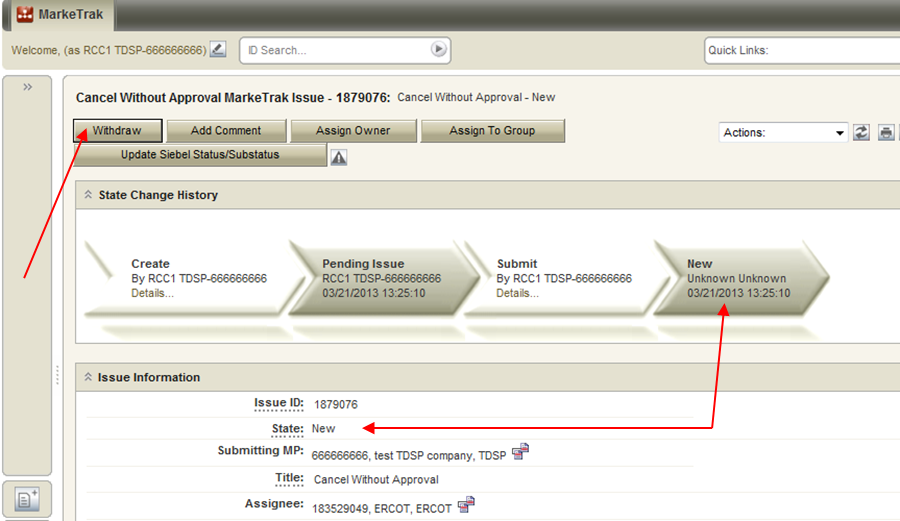 MarkeTrak
Welcome, (as RCC1 TDSP-666666666)
ID Search...
Quick Links:
»
Cancel Without Approval MarkeTrak Issue - 1879076: Cancel Without Approval - New
Withdraw
Add Comment
Assign Owner
Assign To Group
Actions:
Update Siebel Status/Substatus
State Change History
Create
By RCC1 TDSP-666666666
Details...
Pending Issue
RCC1 TDSP-666666666
03/21/2013 13:25:10
Submit
By RCC1 TDSP-666666666
Details...
New
Unknown Unknown
03/21/2013 13:25:10
Issue Information
Issue ID: 1879076
State: New
Submitting MP: 666666666, test TDSP company, TDSP
Title: Cancel Without Approval
Assignee: 183529049, ERCOT, ERCOT